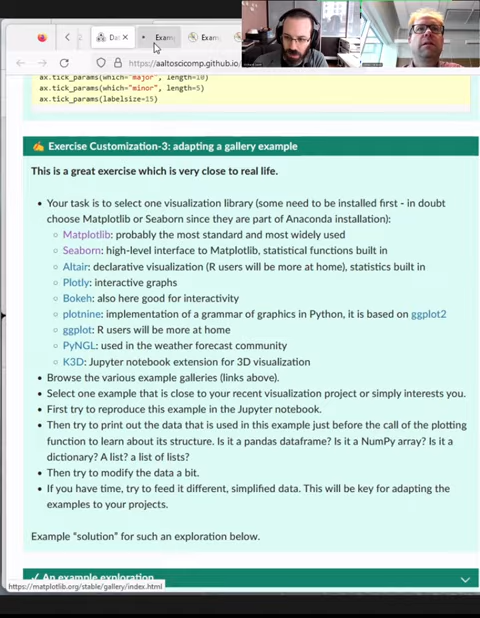 Da
Exam
Exam
https://aaltoscicomp.github.io
ax.tick_params(which="major", length=10)
ax.tick_params(which="minor", length=5)
ax.tick_params(labelsize=15)
✍ Exercise Customization-3: adapting a gallery example
This is a great exercise which is very close to real life.
• Your task is to select one visualization library (some need to be installed first - in doubt
choose Matplotlib or Seaborn since they are part of Anaconda installation):
◦ Matplotlib: probably the most standard and most widely used
◦ Seaborn: high-level interface to Matplotlib, statistical functions built in
◦ Altair: declarative visualization (R users will be more at home), statistics built in
◦ Plotly: interactive graphs
◦ Bokeh: also here good for interactivity
◦ plotnine: implementation of a grammar of graphics in Python, it is based on ggplot2
◦ ggplot: R users will be more at home
◦ PyNGL: used in the weather forecast community
◦ K3D: Jupyter notebook extension for 3D visualization
• Browse the various example galleries (links above).
• Select one example that is close to your recent visualization project or simply interests you.
• First try to reproduce this example in the Jupyter notebook.
• Then try to print out the data that is used in this example just before the call of the plotting
function to learn about its structure. Is it a pandas dataframe? Is it a NumPy array? Is it a
dictionary? A list? a list of lists?
• Then try to modify the data a bit.
• If you have time, try to feed it different, simplified data. This will be key for adapting the
examples to your projects.
Example “solution” for such an exploration below.
✓ An example exploration
https://matplotlib.org/stable/gallery/index.html